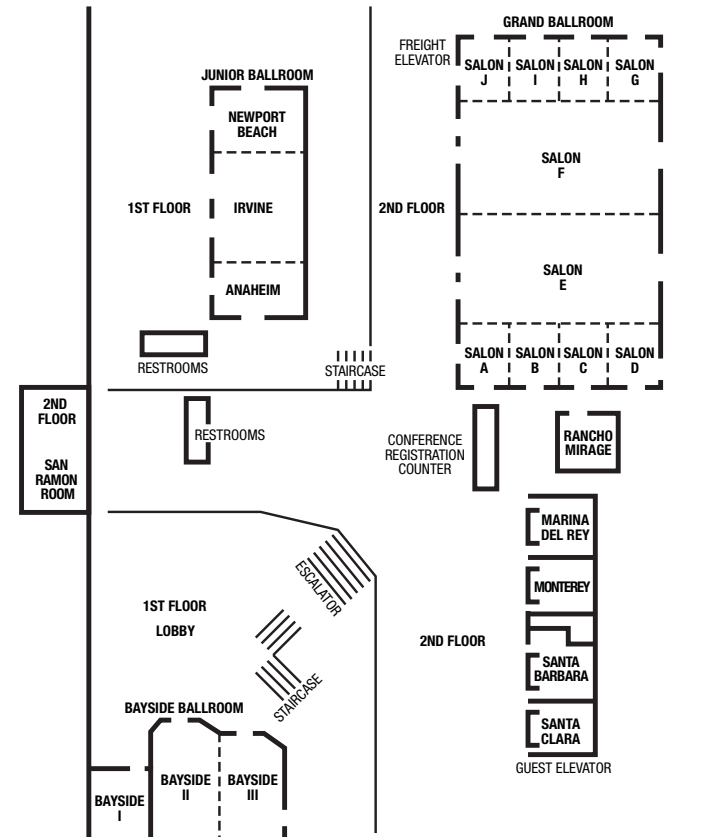 GRAND BALLROOM
FREIGHT
ELEVATOR
SALON
J
SALON
I
SALON
H
SALON
G
JUNIOR BALLROOM
NEWPORT
BEACH
SALON
F
1ST FLOOR
IRVINE
2ND FLOOR
SALON
E
ANAHEIM
SALON
A
SALON
B
SALON
C
SALON
D
RESTROOMS
STAIRCASE
2ND
FLOOR
SAN
RAMON
ROOM
RESTROOMS
CONFERENCE
REGISTRATION
COUNTER
RANCHO
MIRAGE
MARINA
DEL REY
ESCALATOR
MONTEREY
1ST FLOOR
LOBBY
2ND FLOOR
SANTA
BARBARA
STAIRCASE
BAYSIDE BALLROOM
SANTA
CLARA
GUEST ELEVATOR
BAYSIDE
I
BAYSIDE
II
BAYSIDE
III